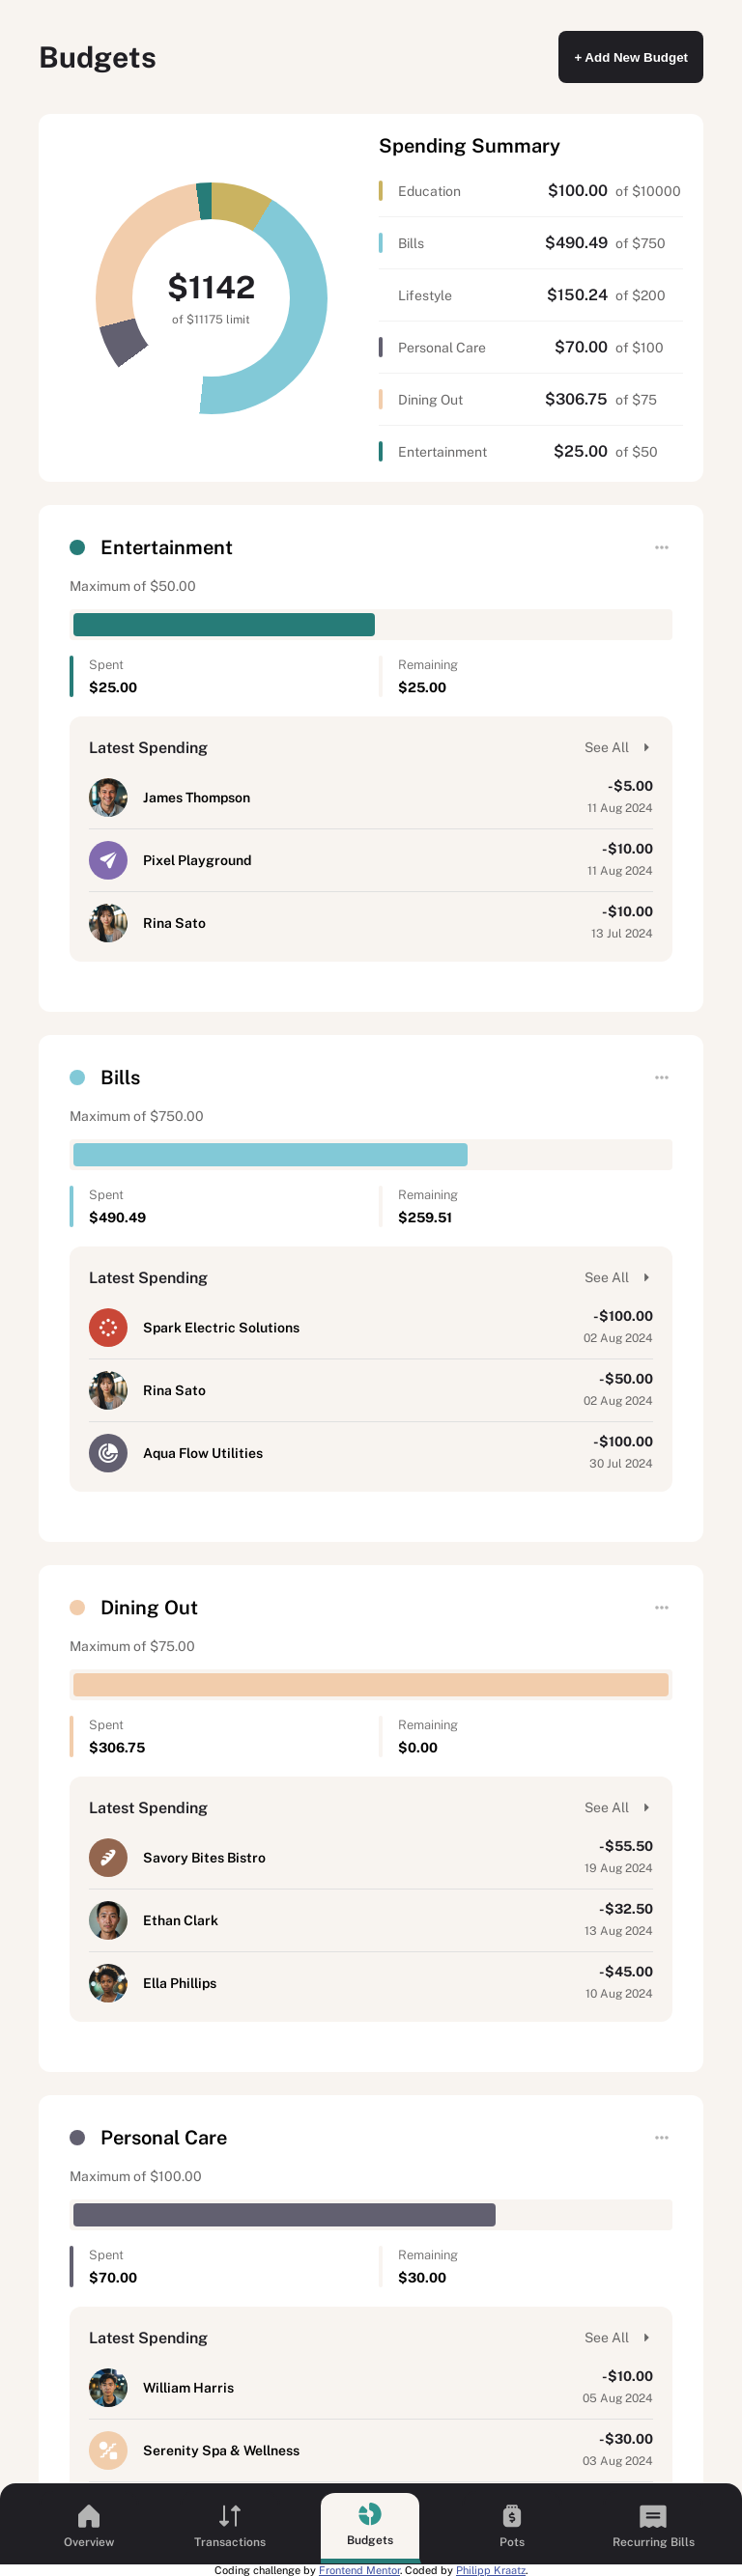 Budgets
+ Add New Budget
$1142
of $11175 limit
Spending Summary
Education $100.00 of $10000
Bills $490.49 of $750
Lifestyle $150.24 of $200
Personal Care $70.00 of $100
Dining Out $306.75 of $75
Entertainment $25.00 of $50
Entertainment
Maximum of $50.00
Spent Remaining
$25.00 $25.00
Latest Spending See All
James Thompson -$5.00
11 Aug 2024
Pixel Playground -$10.00
11 Aug 2024
Rina Sato -$10.00
13 Jul 2024
Bills
Maximum of $750.00
Spent Remaining
$490.49 $259.51
Latest Spending See All
Spark Electric Solutions -$100.00
02 Aug 2024
Rina Sato -$50.00
02 Aug 2024
Aqua Flow Utilities -$100.00
30 Jul 2024
Dining Out
Maximum of $75.00
Spent Remaining
$306.75 $0.00
Latest Spending See All
Savory Bites Bistro -$55.50
19 Aug 2024
Ethan Clark -$32.50
13 Aug 2024
Ella Phillips -$45.00
10 Aug 2024
Personal Care
Maximum of $100.00
Spent Remaining
$70.00 $30.00
Latest Spending See All
William Harris -$10.00
05 Aug 2024
Serenity Spa & Wellness -$30.00
03 Aug 2024
Overview Transactions Budgets Pots Recurring Bills
Coding challenge by Frontend Mentor. Coded by Philipp Kraatz.